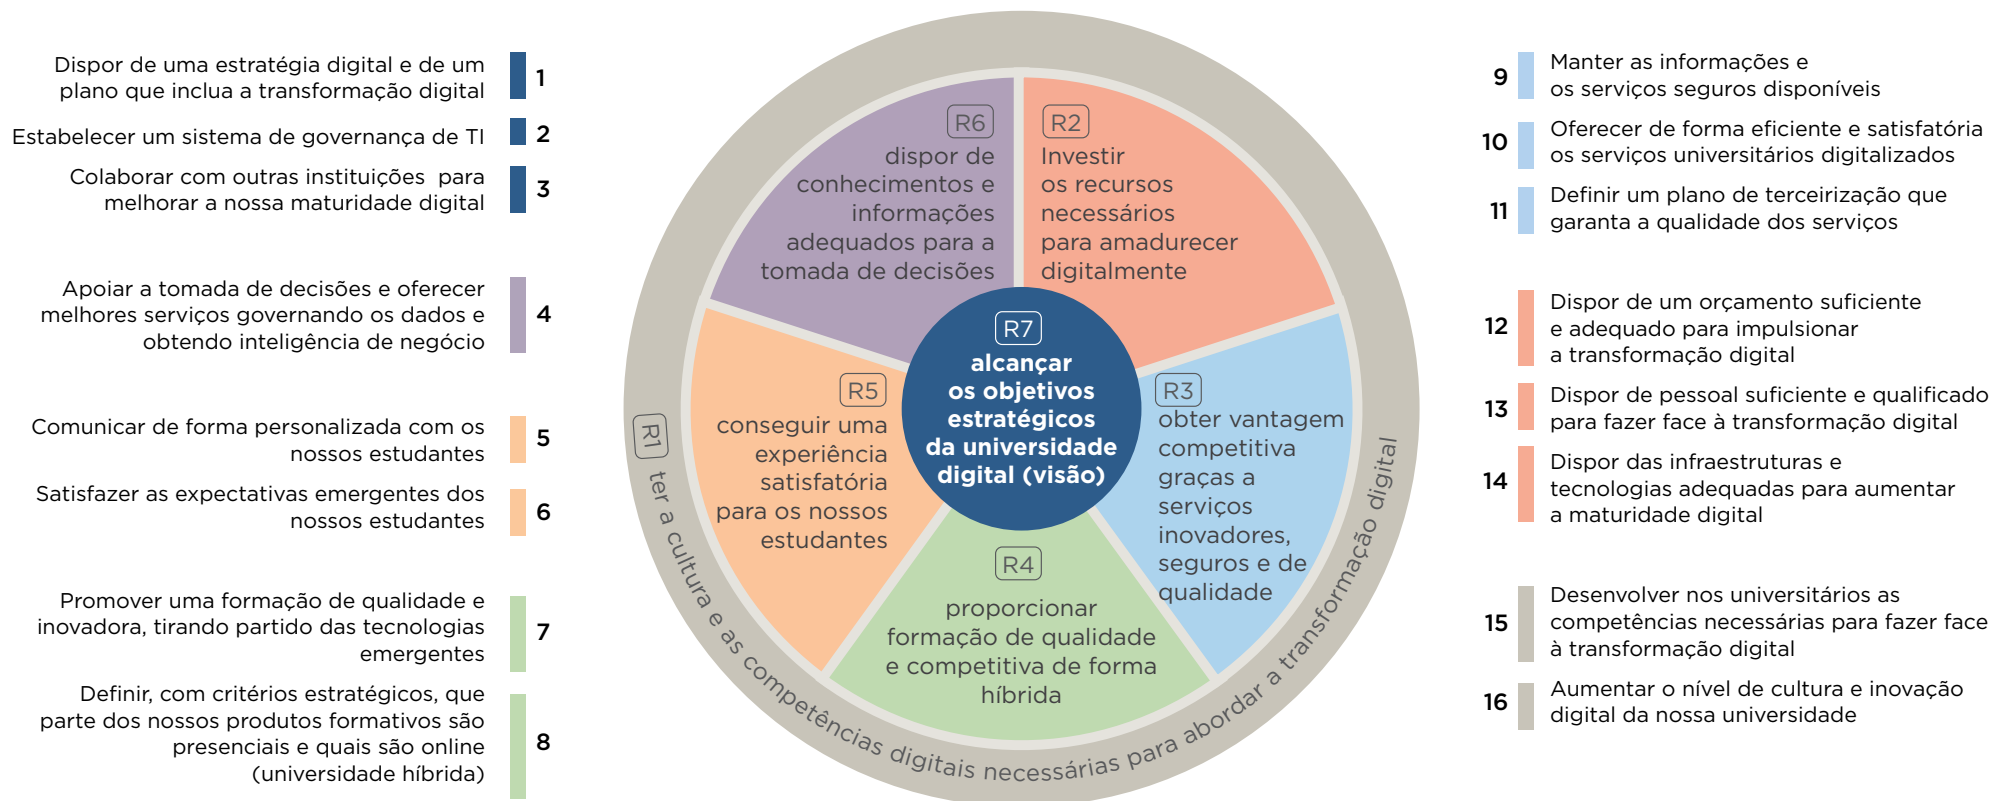 Dispor de uma estratégia digital e de um
plano que inclua a transformação digital
1
Estabelecer um sistema de governança de TI
2
Colaborar com outras instituições para
melhorar a nossa maturidade digital
3
Apoiar a tomada de decisões e oferecer
melhores serviços governando os dados e
obtendo inteligência de negócio
4
Comunicar de forma personalizada com os
nossos estudantes
5
Satisfazer as expectativas emergentes dos
nossos estudantes
6
Promover uma formação de qualidade e
inovadora, tirando partido das tecnologias
emergentes
7
Definir, com critérios estratégicos, que
parte dos nossos produtos formativos são
presenciais e quais são online
(universidade híbrida)
8
R6
dispor de
conhecimentos e
informações
adequados para a
tomada de decisões
R2
Investir
os recursos
necessários
para amadurecer
digitalmente
R7
alcançar
os objetivos
estratégicos
da universidade
digital (visão)
R5
conseguir uma
experiência
satisfatória
para os nossos
estudantes
R3
obter vantagem
competitiva
graças a
serviços
inovadores,
seguros e de
qualidade
R4
proporcionar
formação de qualidade
e competitiva de forma
híbrida
R1 ter a cultura e as competências digitais necessárias para abordar a transformação digital
9
Manter as informações e
os serviços seguros disponíveis
10
Oferecer de forma eficiente e satisfatória
os serviços universitários digitalizados
11
Definir um plano de terceirização que
garanta a qualidade dos serviços
12
Dispor de um orçamento suficiente
e adequado para impulsionar
a transformação digital
13
Dispor de pessoal suficiente e qualificado
para fazer face à transformação digital
14
Dispor das infraestruturas e
tecnologias adequadas para aumentar
a maturidade digital
15
Desenvolver nos universitários as
competências necessárias para fazer face
à transformação digital
16
Aumentar o nível de cultura e inovação
digital da nossa universidade